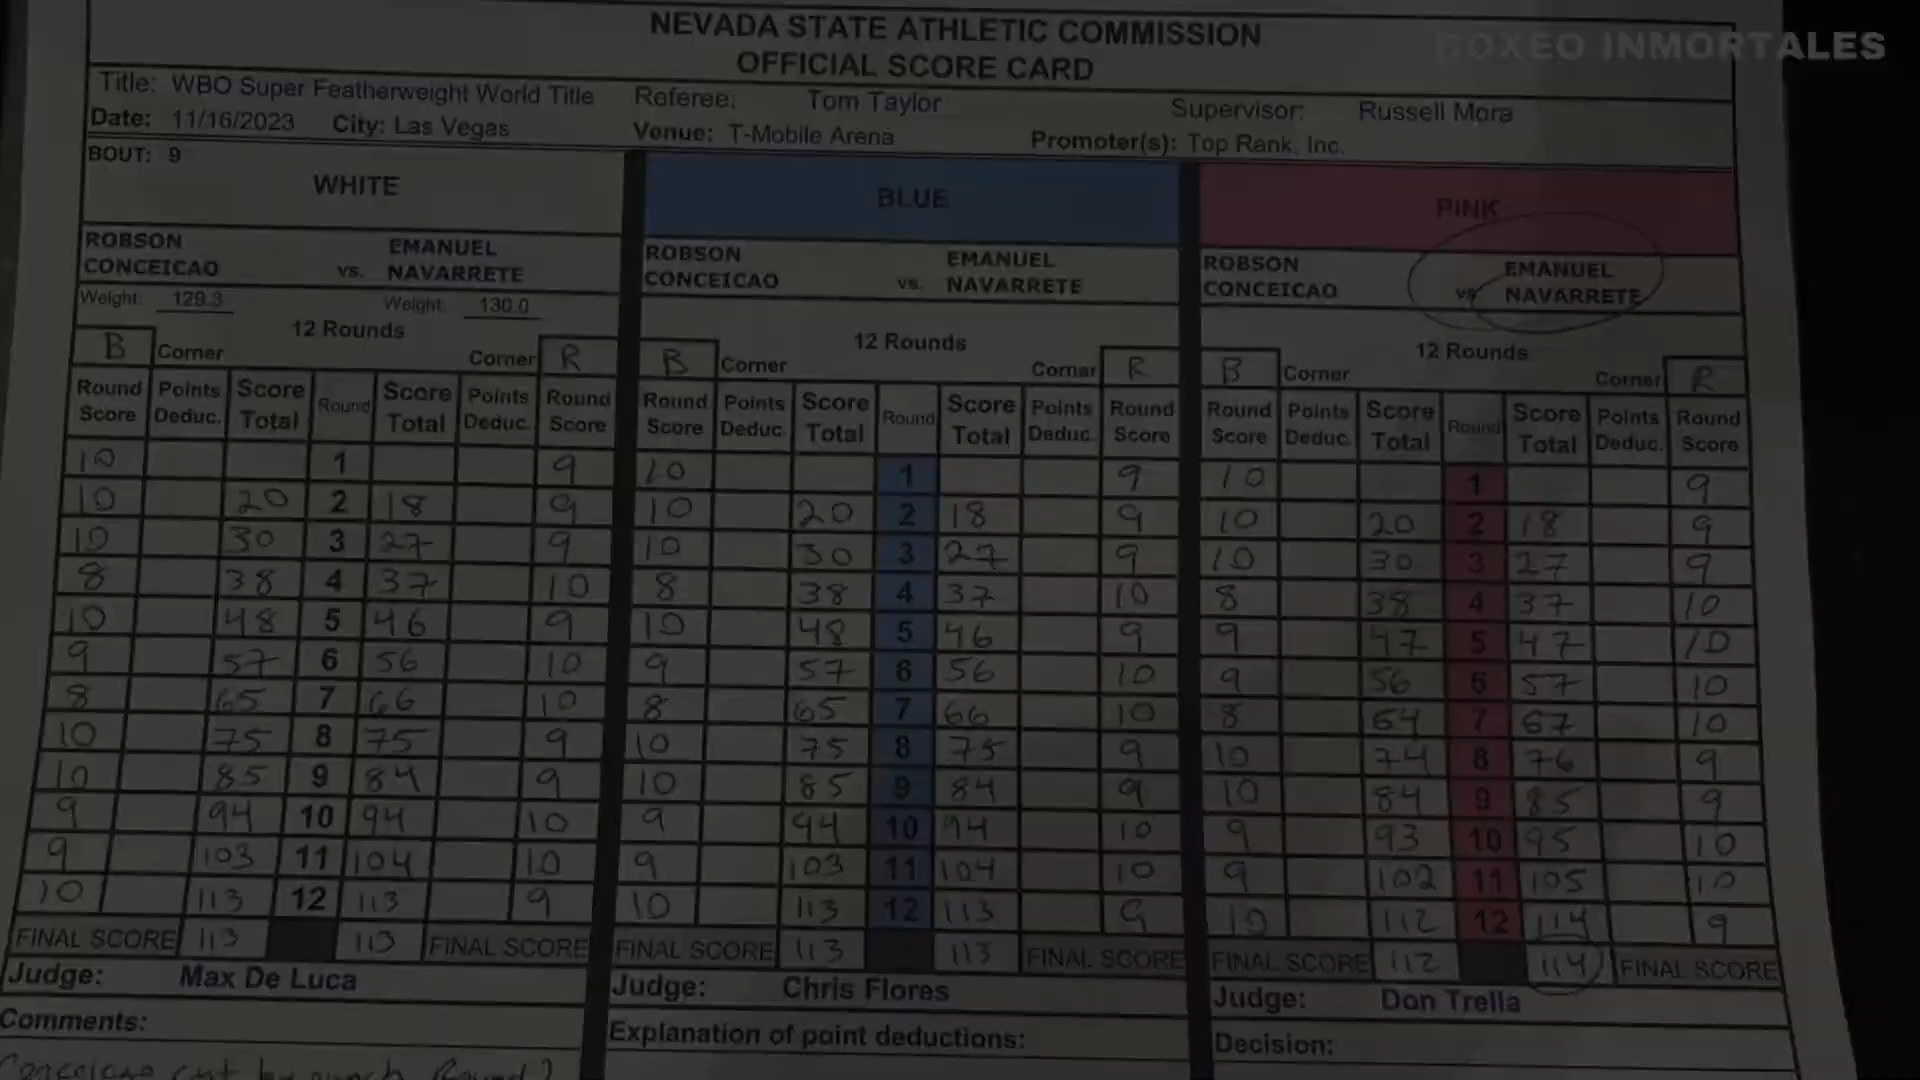 BOXEO INMORTALES
NEVADA STATE ATHLETIC COMMISSION
OFFICIAL SCORE CARD
Title: WBO Super Featherweight World Title Referee: Tom Taylor Supervisor: Russell Mora
Date: 11/16/2023 City: Las Vegas Venue: T-Mobile Arena Promoter(s): Top Rank, Inc.
BOUT: 9
WHITE BLUE PINK
ROBSON EMANUEL ROBSON EMANUEL ROBSON EMANUEL
CONCEICAO vs. NAVARRETE CONCEICAO vs. NAVARRETE CONCEICAO vs. NAVARRETE
Weight: 129.3 Weight: 130.0
12 Rounds 12 Rounds 12 Rounds
B Corner Corner R B Corner Corner R B Corner Corner R
Round Points Score Round Score Points Round Round Points Score Round Score Points Round Round Points Score Round Score Points Round
Score Deduc. Total Total Deduc. Score Score Deduc. Total Total Deduc. Score Score Deduc. Total Total Deduc. Score
10 1 9 10 1 9 10 1 9
10 20 2 18 9 10 20 2 18 9 10 20 2 18 9
10 30 3 27 9 10 30 3 27 9 10 30 3 27 9
8 38 4 37 10 8 38 4 37 10 8 38 4 37 10
10 48 5 46 9 10 48 5 46 9 9 47 5 47 10
9 57 6 56 10 9 57 6 56 10 9 56 6 57 10
8 65 7 66 10 8 65 7 66 10 8 64 7 67 10
10 75 8 75 9 10 75 8 75 9 10 74 8 76 9
10 85 9 84 9 10 85 9 84 9 10 84 9 85 9
9 94 10 94 10 9 94 10 94 10 9 93 10 95 10
9 103 11 104 10 9 103 11 104 10 9 102 11 105 10
10 113 12 113 9 10 113 12 113 9 10 112 12 114 9
FINAL SCORE 113 113 FINAL SCORE FINAL SCORE 113 113 FINAL SCORE FINAL SCORE 112 114 FINAL SCORE
Judge: Max De Luca Judge: Chris Flores Judge: Don Trella
Comments: Explanation of point deductions: Decision:
Conceicao cut by punch Round